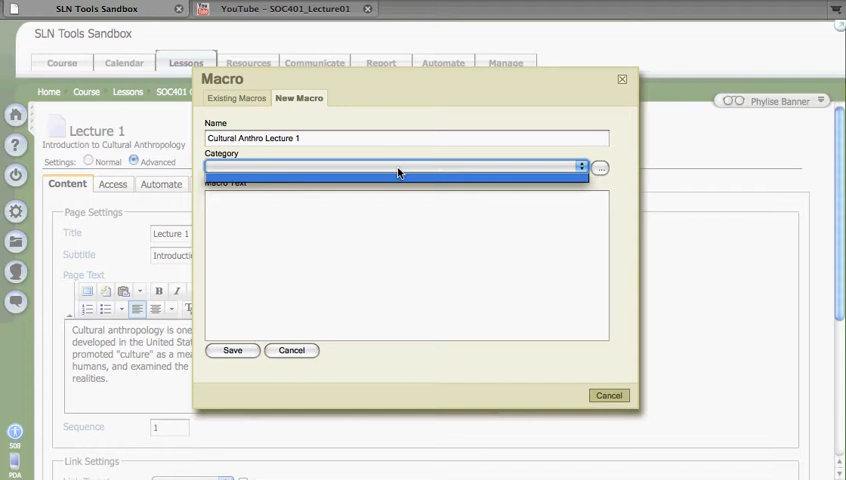 SLN Tools Sandbox
YouTube - SOC401_Lecture01
SLN Tools Sandbox
Course
Calendar
Lessons
Resources
Communicate
Report
Automate
Manage
Home
Course
Lessons
SOC401
Phylise Banner
Macro
Existing Macros
New Macro
Name
Cultural Anthro Lecture 1
Category
...
Macro Text
Save
Cancel
Cancel
Lecture 1
Introduction to Cultural Anthropology
Settings: Normal Advanced
Content
Access
Automate
Page Settings
Title
Lecture 1
Subtitle
Page Text
B I
Cultural anthropology is one
developed in the United
promoted "culture" as a
humans, and examined the
realities.
Sequence
1
Link Settings
508
PDA